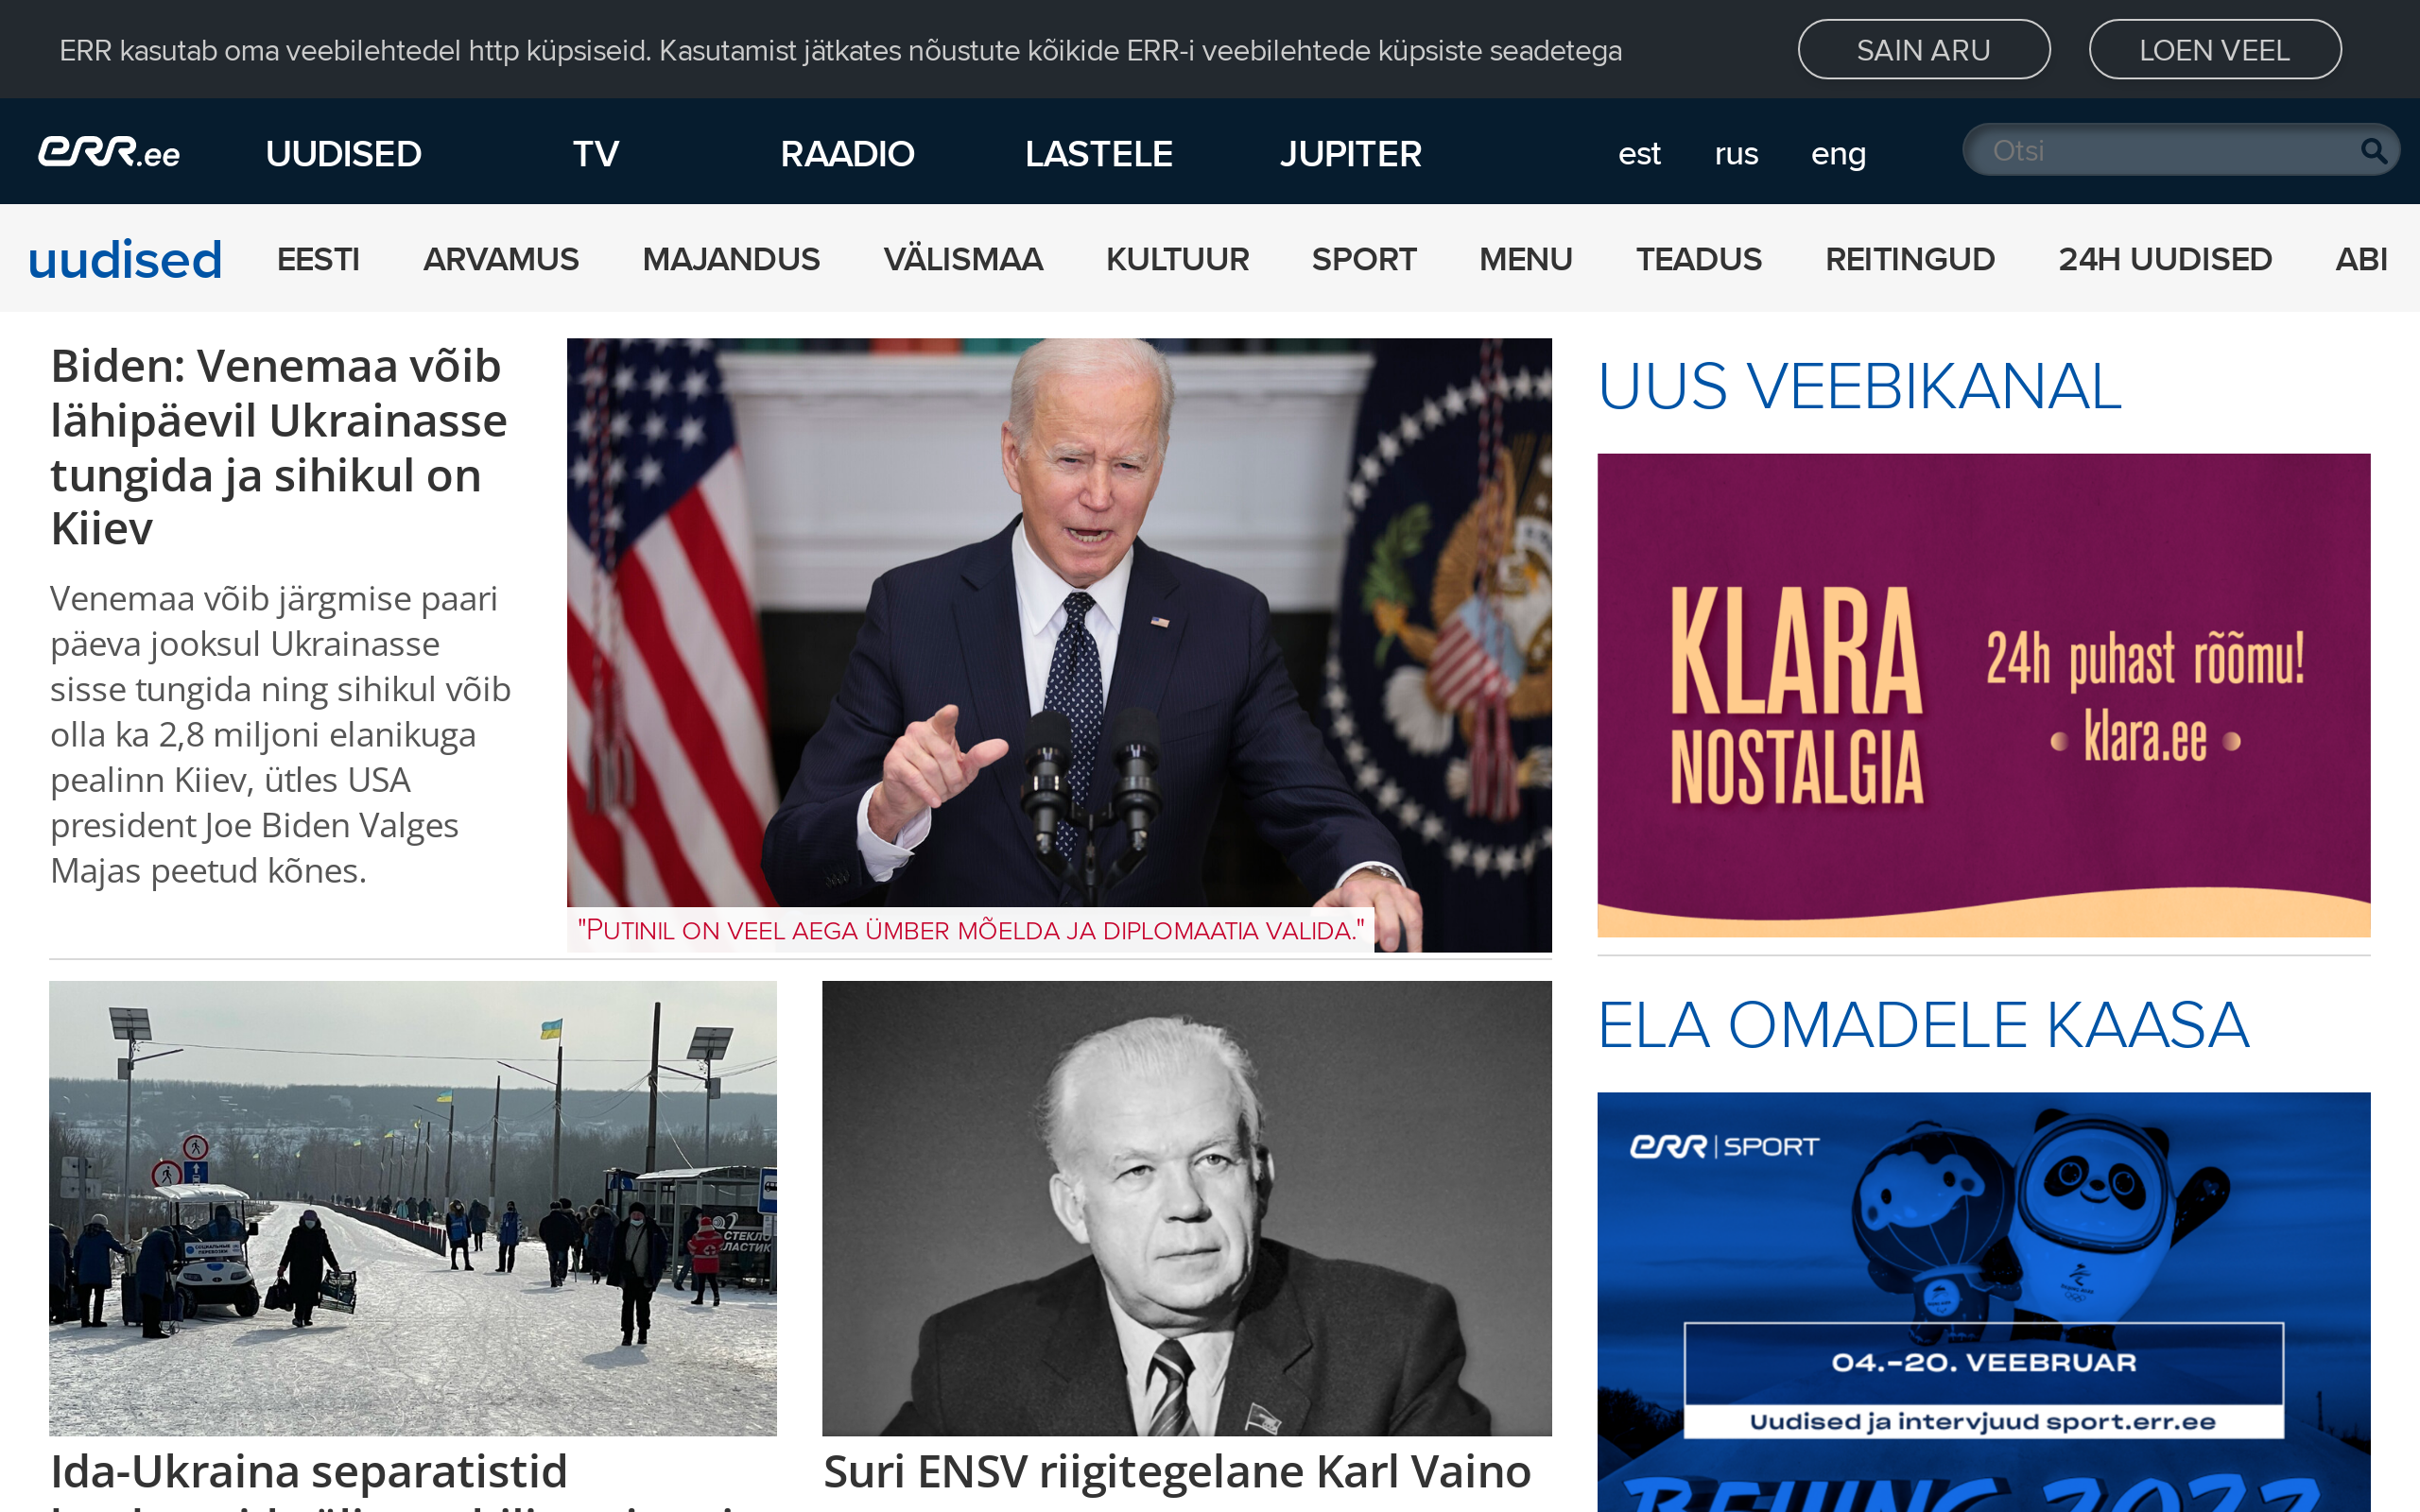 ERR kasutab oma veebilehtedel http küpsiseid. Kasutamist jätkates nõustute kõikide ERR-i veebilehtede küpsiste seadetega
SAIN ARU
LOEN VEEL
err.ee
UUDISED
TV
RAADIO
LASTELE
JUPITER
est
rus
eng
Otsi
uudised
EESTI
ARVAMUS
MAJANDUS
VÄLISMAA
KULTUUR
SPORT
MENU
TEADUS
REITINGUD
24H UUDISED
ABI
Biden: Venemaa võib
lähipäevil Ukrainasse
tungida ja sihikul on
Kiiev
Venemaa võib järgmise paari
päeva jooksul Ukrainasse
sisse tungida ning sihikul võib
olla ka 2,8 miljoni elanikuga
pealinn Kiiev, ütles USA
president Joe Biden Valges
Majas peetud kõnes.
"Putinil on veel aega ümber mõelda ja diplomaatia valida."
UUS VEEBIKANAL
KLARA
NOSTALGIA
24h puhast rõõmu!
• klara.ee •
ELA OMADELE KAASA
err | SPORT
04.–20. VEEBRUAR
Uudised ja intervjuud sport.err.ee
BEIJING 2022
СТЕКЛО
ПЛАСТИК
Ida-Ukraina separatistid
Suri ENSV riigitegelane Karl Vaino